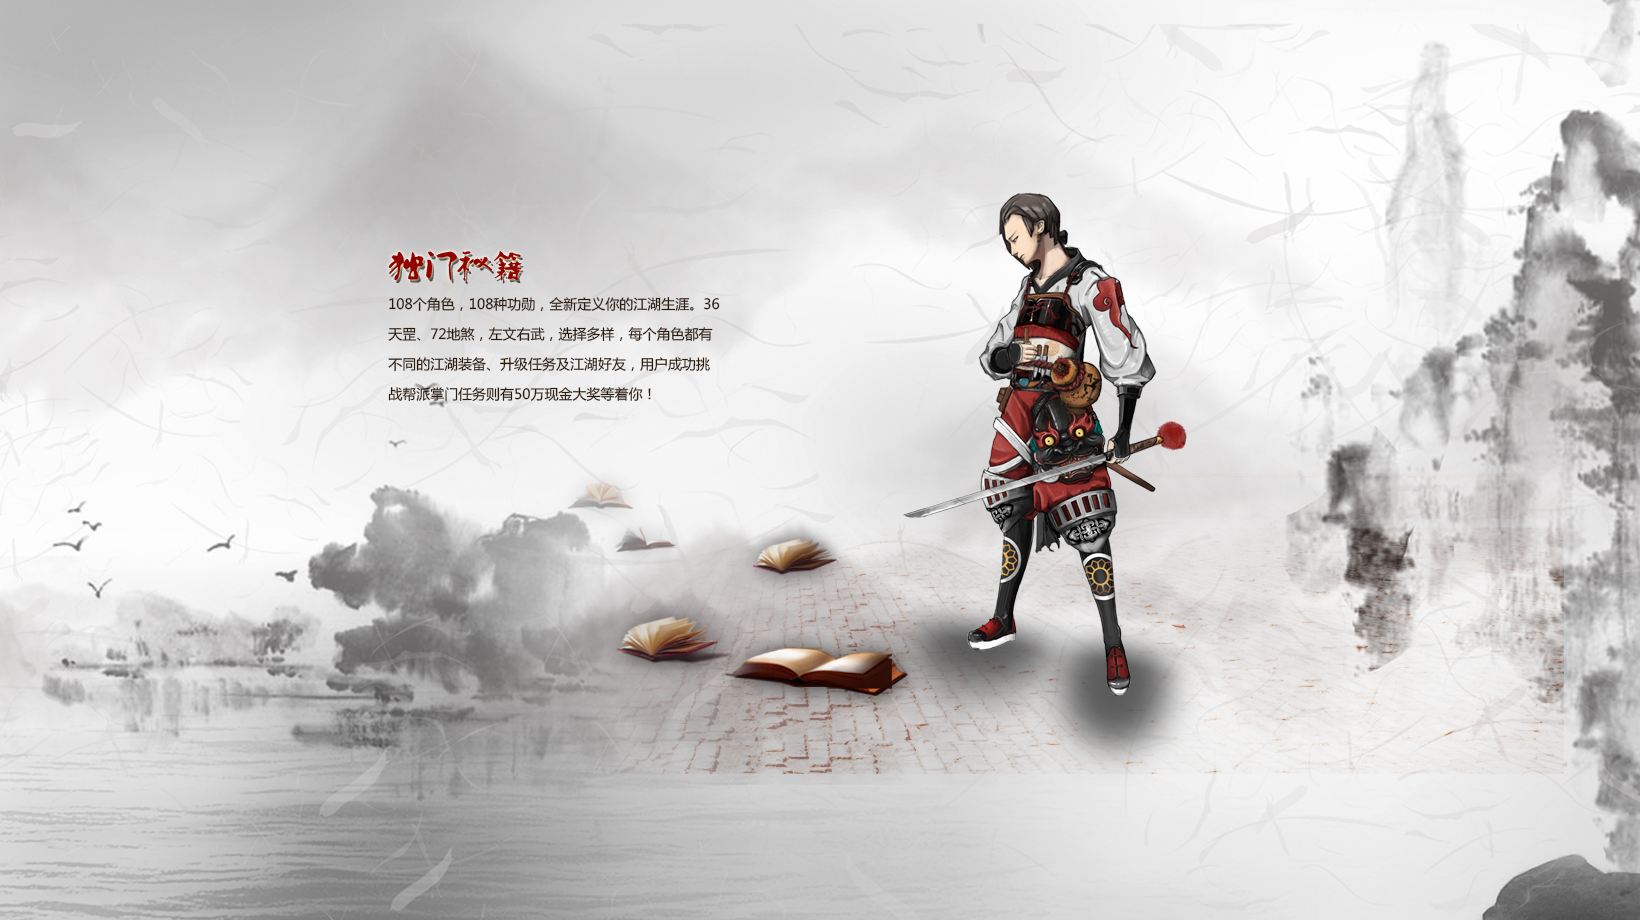 独门秘籍
108个角色，108种功勋，全新定义你的江湖生涯。36
天罡、72地煞，左文右武，选择多样，每个角色都有
不同的江湖装备、升级任务及江湖好友，用户成功挑
战帮派掌门任务则有50万现金大奖等着你！